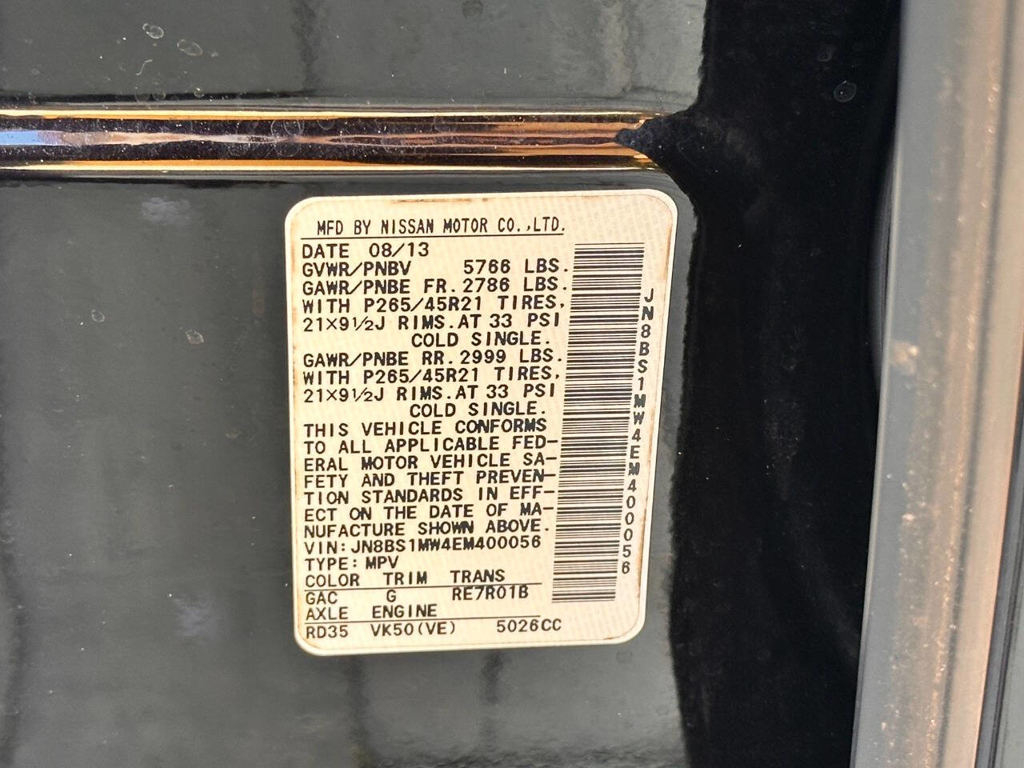 MFD BY NISSAN MOTOR CO.,LTD.
DATE 08/13
GVWR/PNBV 5766 LBS.
GAWR/PNBE FR.2786 LBS.
WITH P265/45R21 TIRES,
21×9½J RIMS.AT 33 PSI
COLD SINGLE.
GAWR/PNBE RR.2999 LBS.
WITH P265/45R21 TIRES,
21×9½J RIMS.AT 33 PSI
COLD SINGLE.
THIS VEHICLE CONFORMS
TO ALL APPLICABLE FED-
ERAL MOTOR VEHICLE SA-
FETY AND THEFT PREVEN-
TION STANDARDS IN EFF-
ECT ON THE DATE OF MA-
NUFACTURE SHOWN ABOVE.
VIN:JN8BS1MW4EM400056
TYPE:MPV
COLOR TRIM TRANS
GAC G RE7R01B
AXLE ENGINE
RD35 VK50(VE) 5026CC
JN8BS1MW4EM400056